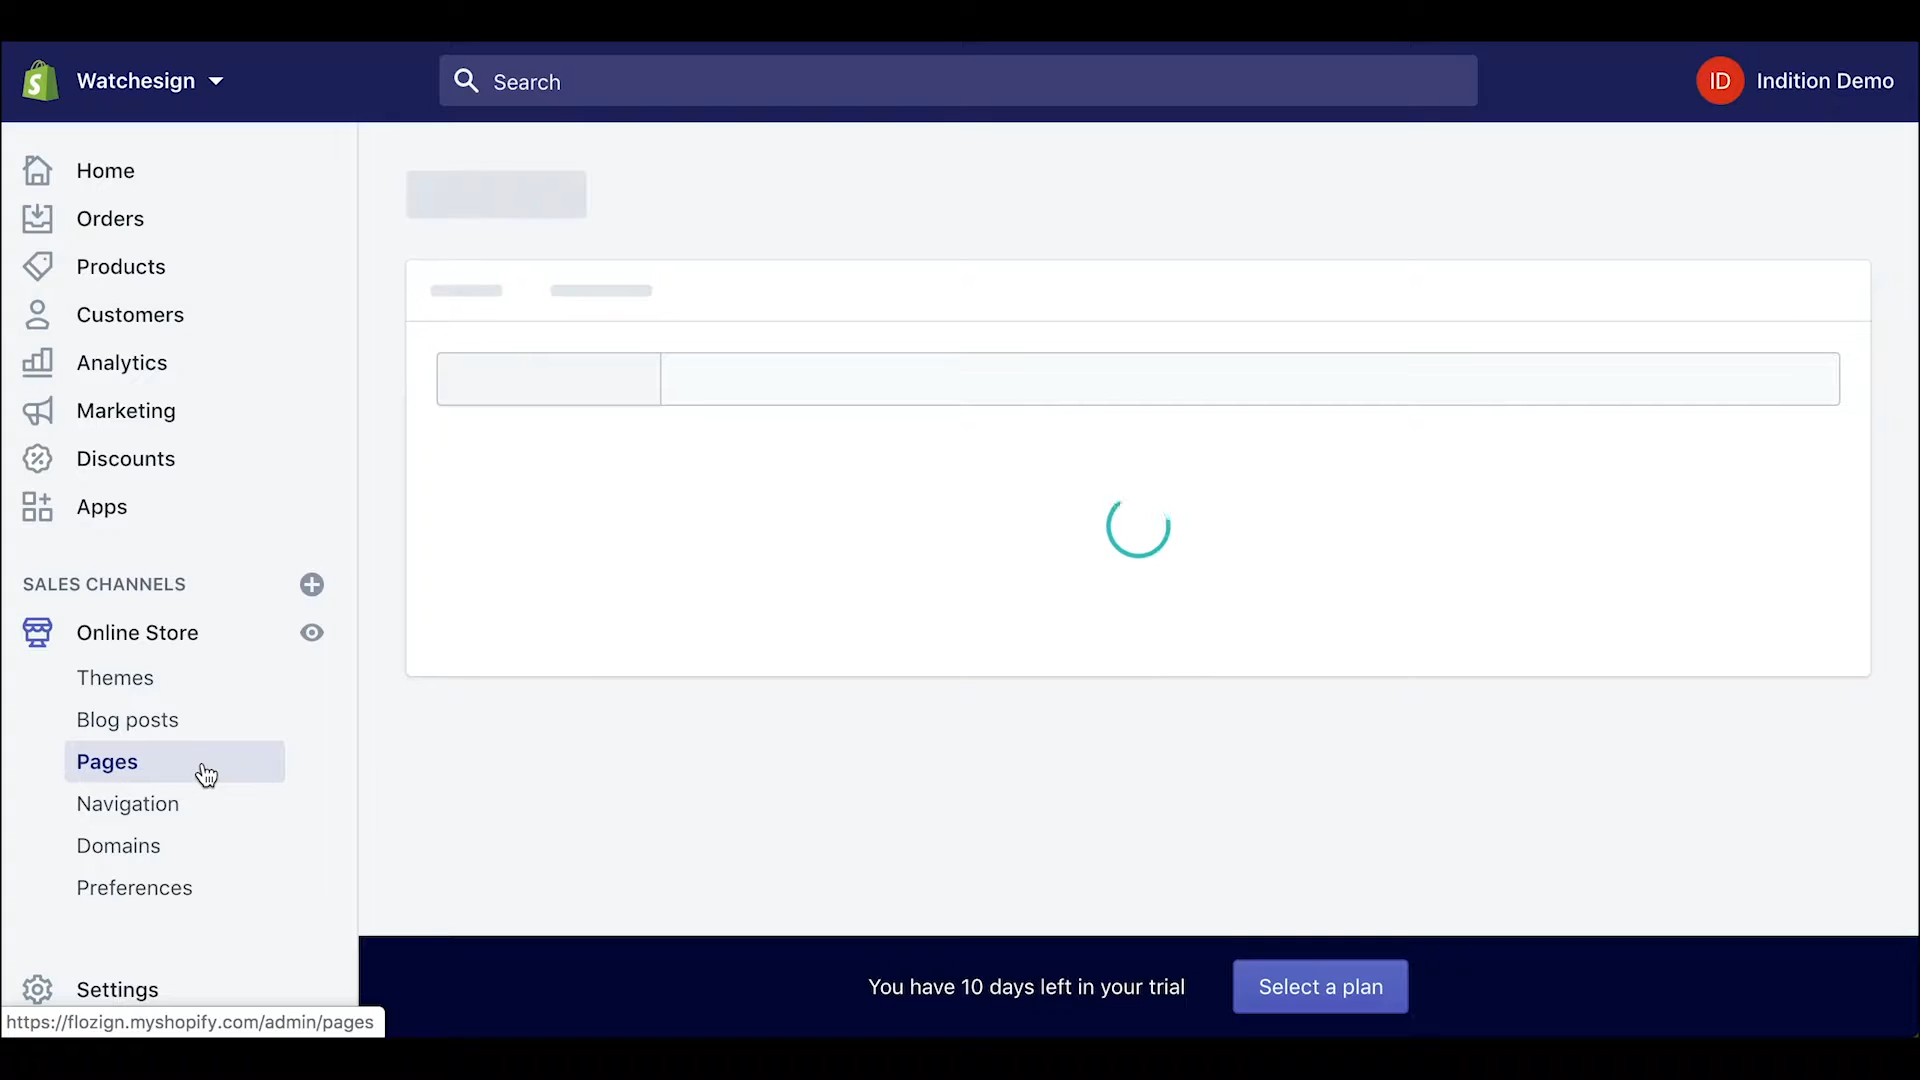 Watchesign
Search
ID
Indition Demo
Home
Orders
Products
Customers
Analytics
Marketing
Discounts
Apps
SALES CHANNELS
Online Store
Themes
Blog posts
Pages
Navigation
Domains
Preferences
Settings
https://flozign.myshopify.com/admin/pages
You have 10 days left in your trial
Select a plan